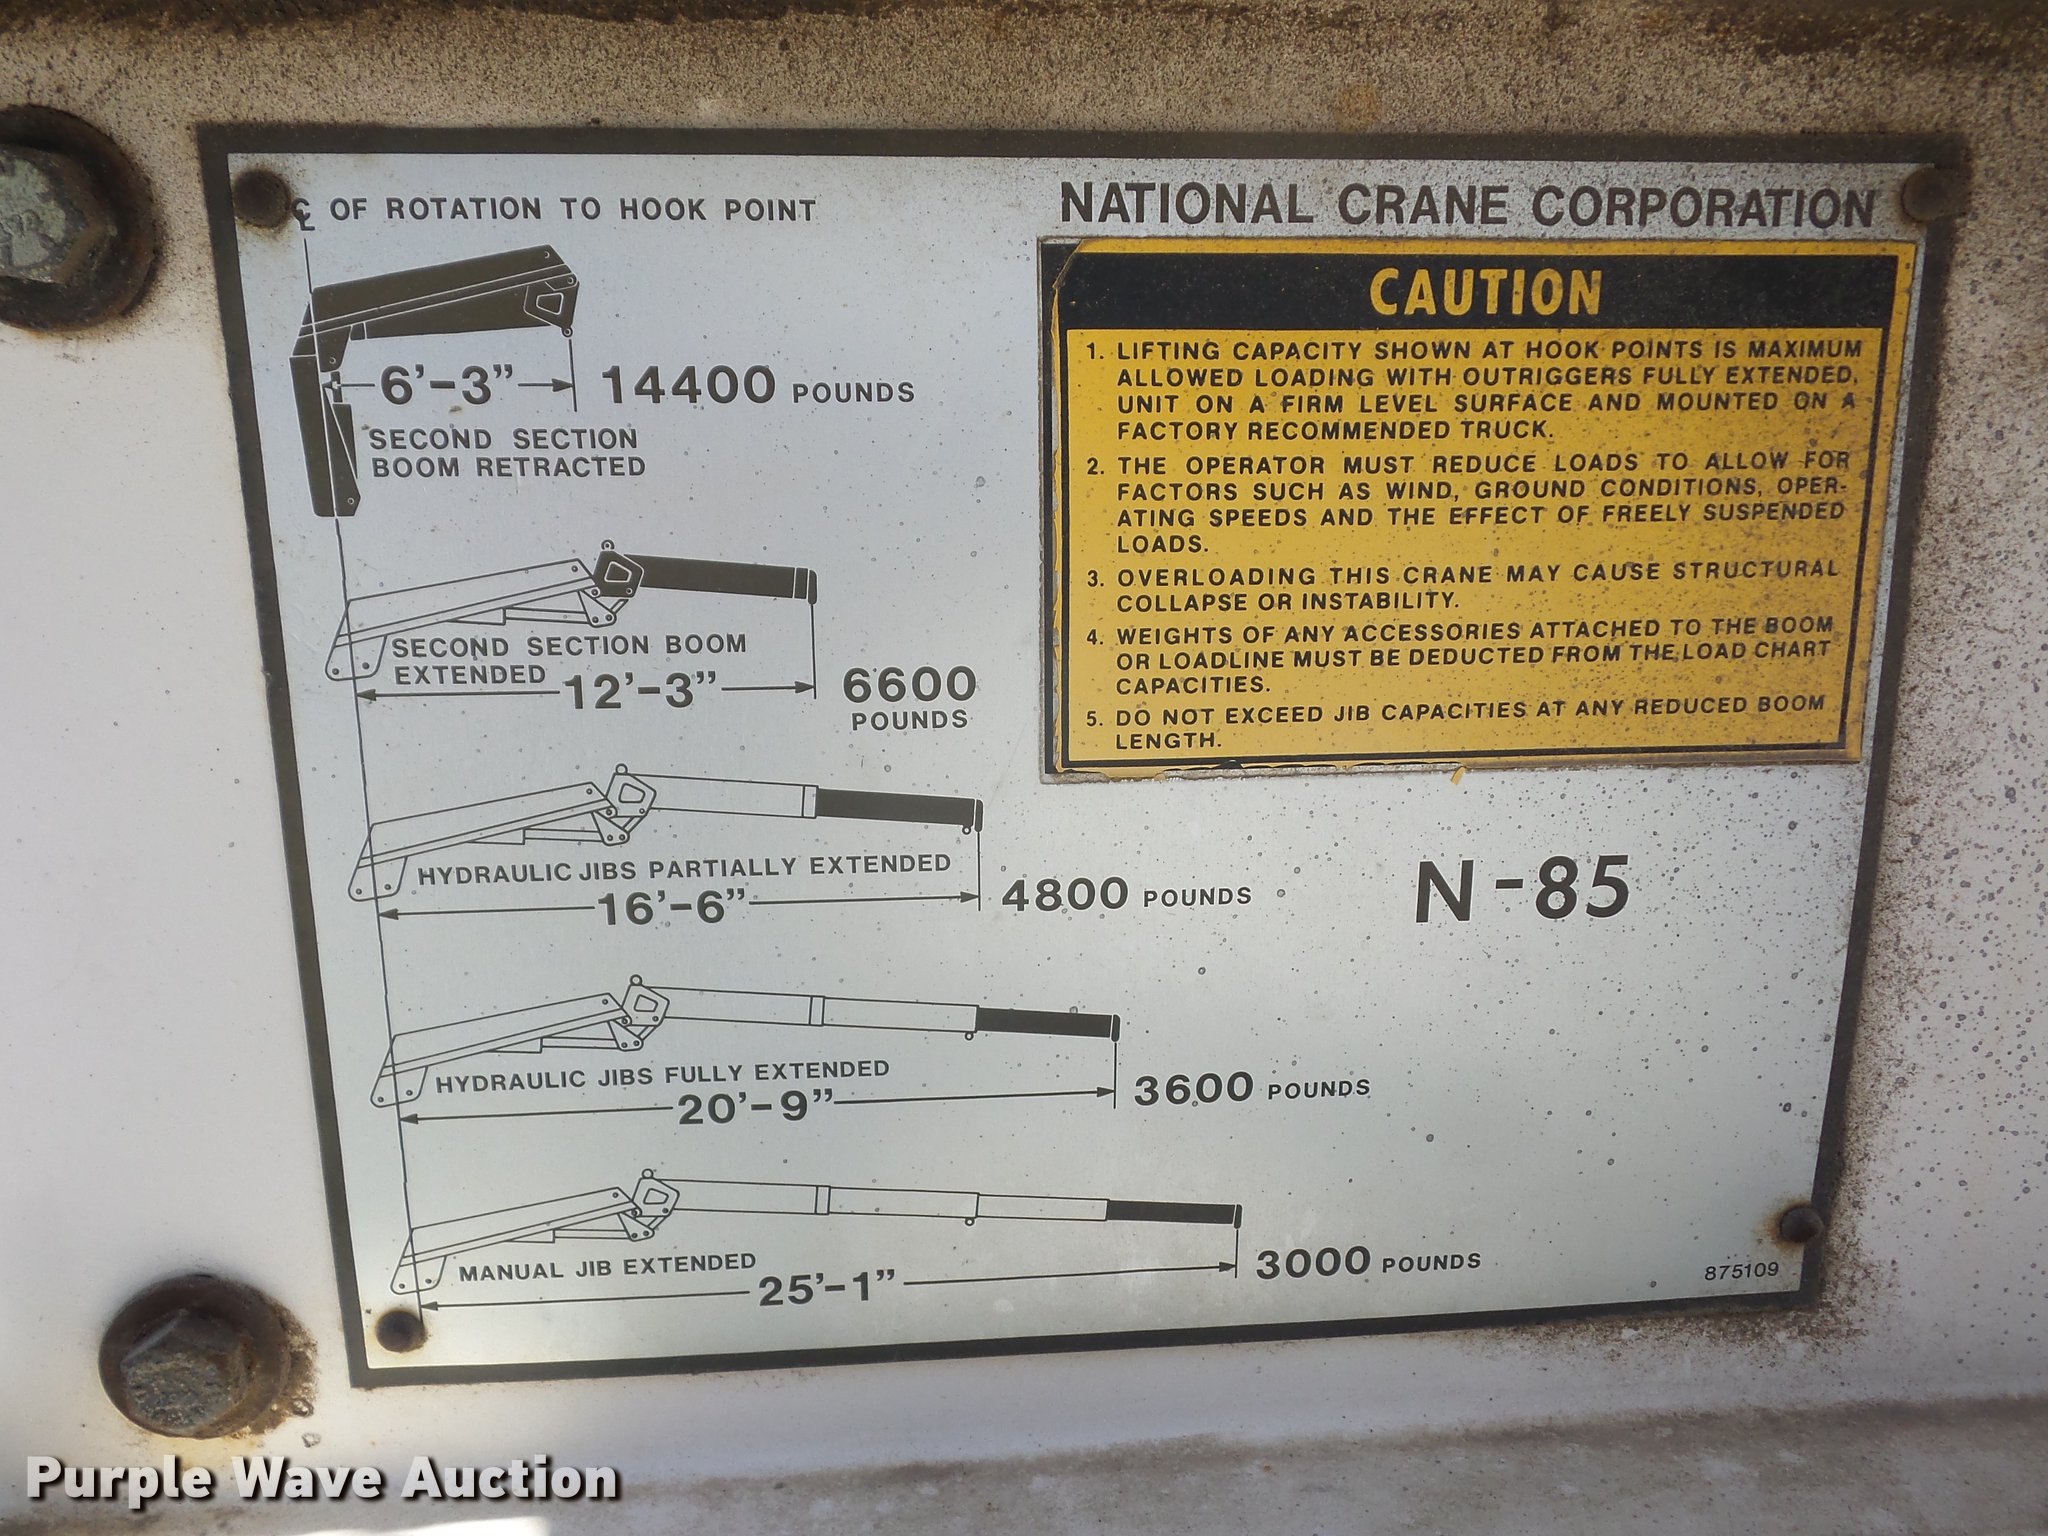 ℄ OF ROTATION TO HOOK POINT
6'-3" 14400 POUNDS
SECOND SECTION
BOOM RETRACTED
SECOND SECTION BOOM
EXTENDED 12'-3" 6600
POUNDS
HYDRAULIC JIBS PARTIALLY EXTENDED
16'-6" 4800 POUNDS
HYDRAULIC JIBS FULLY EXTENDED
20'-9" 3600 POUNDS
MANUAL JIB EXTENDED
25'-1" 3000 POUNDS
NATIONAL CRANE CORPORATION
CAUTION
1. LIFTING CAPACITY SHOWN AT HOOK POINTS IS MAXIMUM
ALLOWED LOADING WITH OUTRIGGERS FULLY EXTENDED,
UNIT ON A FIRM LEVEL SURFACE AND MOUNTED ON A
FACTORY RECOMMENDED TRUCK.
2. THE OPERATOR MUST REDUCE LOADS TO ALLOW FOR
FACTORS SUCH AS WIND, GROUND CONDITIONS, OPER-
ATING SPEEDS AND THE EFFECT OF FREELY SUSPENDED
LOADS.
3. OVERLOADING THIS CRANE MAY CAUSE STRUCTURAL
COLLAPSE OR INSTABILITY.
4. WEIGHTS OF ANY ACCESSORIES ATTACHED TO THE BOOM
OR LOADLINE MUST BE DEDUCTED FROM THE LOAD CHART
CAPACITIES.
5. DO NOT EXCEED JIB CAPACITIES AT ANY REDUCED BOOM
LENGTH.
N-85
875109
Purple Wave Auction